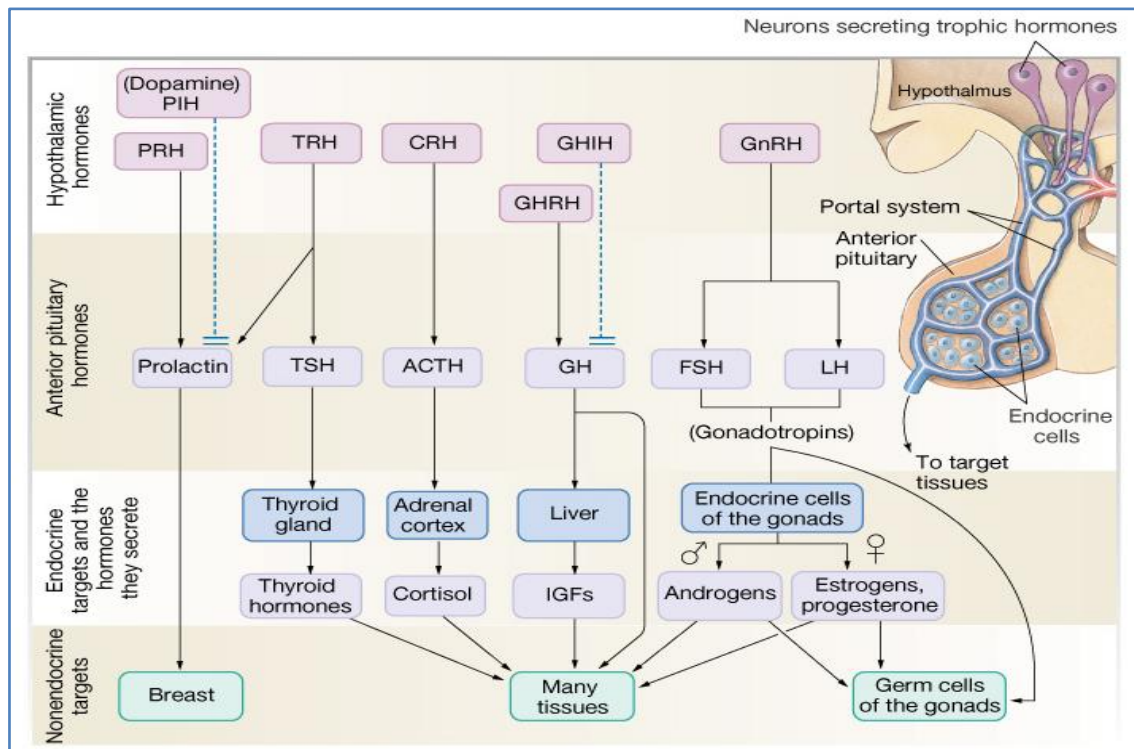 Neurons secreting trophic hormones
Hypothalmus
Portal system
Anterior
pituitary
Endocrine
cells
To target
tissues
Hypothalamic
hormones
(Dopamine)
PIH
PRH
TRH
CRH
GHIH
GHRH
GnRH
Anterior pituitary
hormones
Prolactin
TSH
ACTH
GH
FSH
LH
(Gonadotropins)
Endocrine
targets and the
hormones
they secrete
Thyroid
gland
Adrenal
cortex
Liver
Endocrine cells
of the gonads
♂
♀
Thyroid
hormones
Cortisol
IGFs
Androgens
Estrogens,
progesterone
Nonendocrine
targets
Breast
Many
tissues
Germ cells
of the gonads